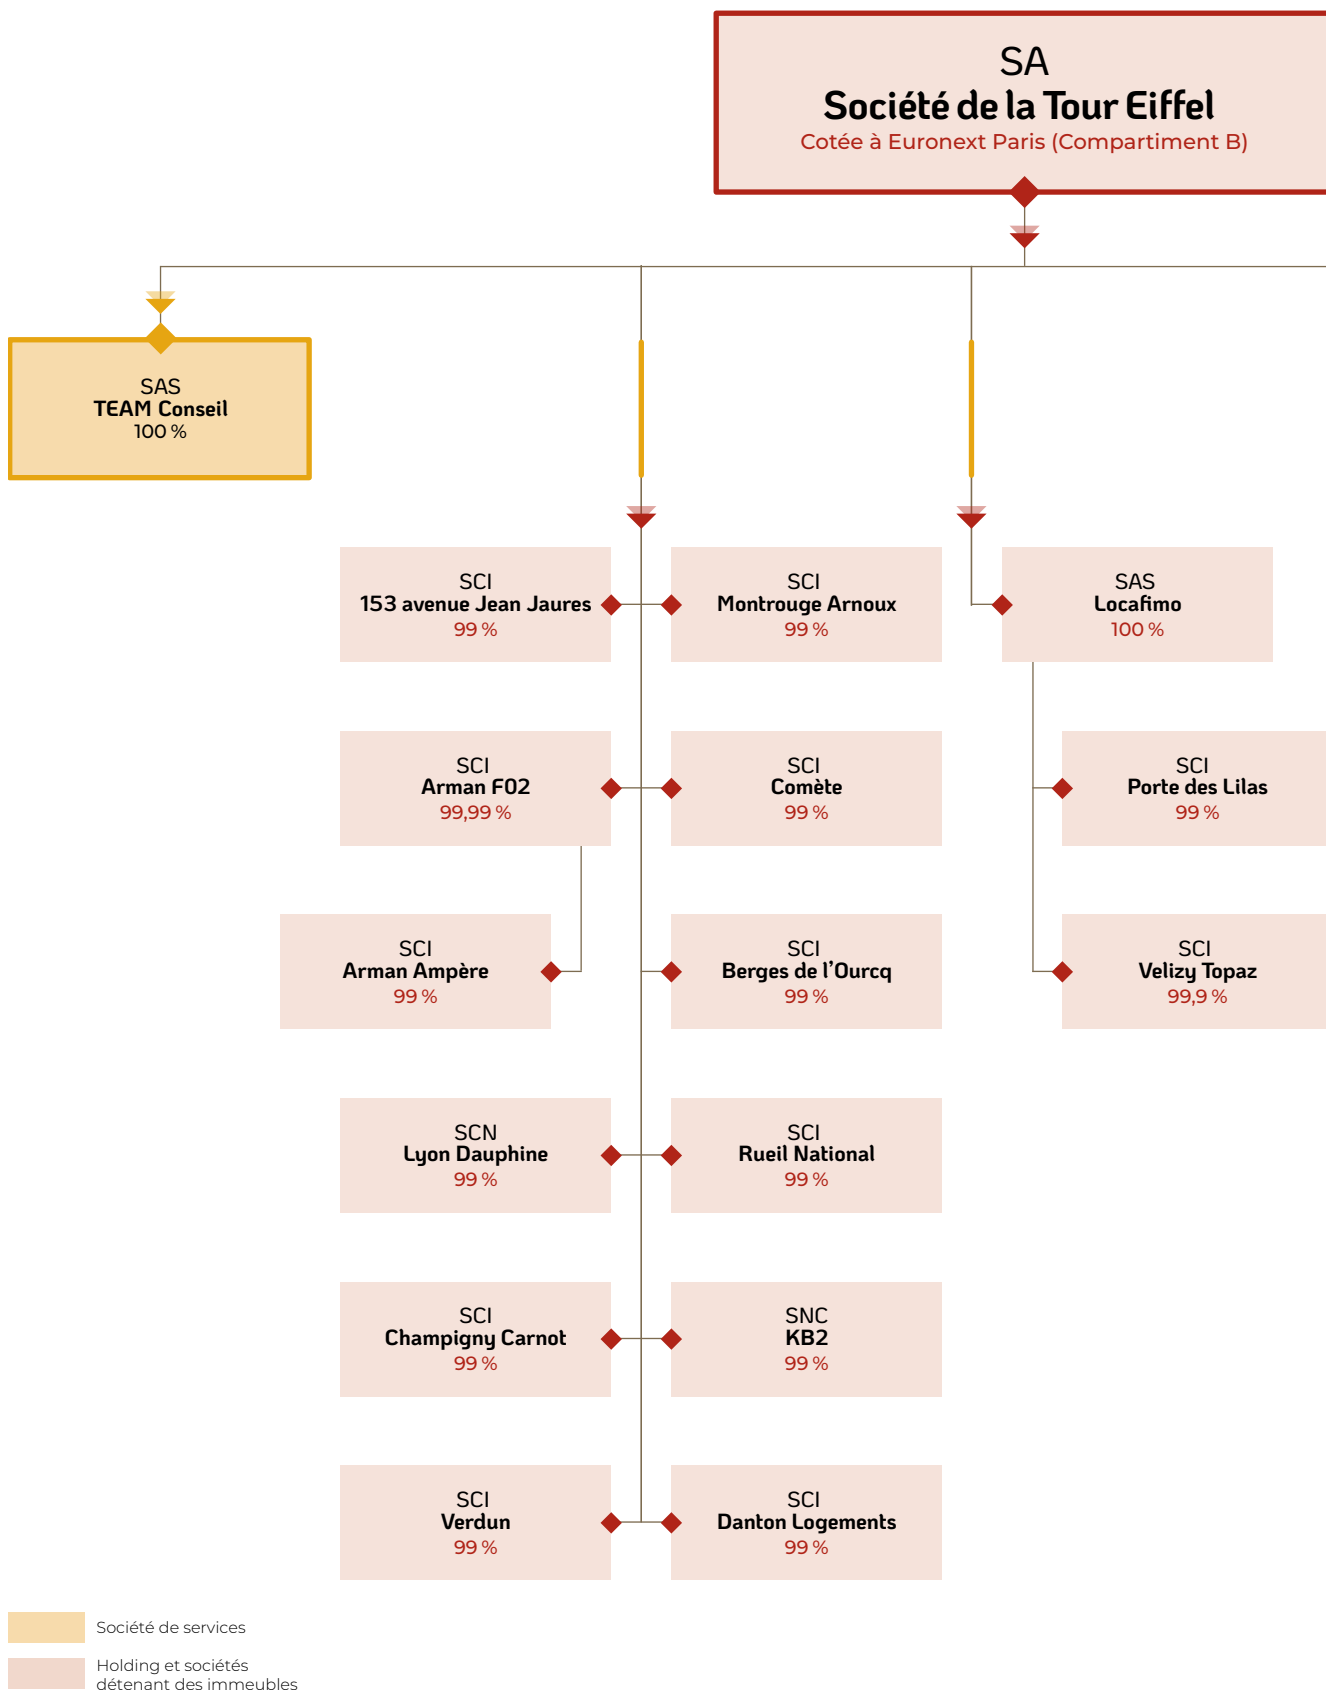 SA
Société de la Tour Eiffel
Cotée à Euronext Paris (Compartiment B)
SAS
TEAM Conseil
100 %
SCI
153 avenue Jean Jaures
99 %
SCI
Montrouge Arnoux
99 %
SAS
Locafimo
100 %
SCI
Arman F02
99,99 %
SCI
Comète
99 %
SCI
Porte des Lilas
99 %
SCI
Arman Ampère
99 %
SCI
Berges de l'Ourcq
99 %
SCI
Velizy Topaz
99,9 %
SCN
Lyon Dauphine
99 %
SCI
Rueil National
99 %
SCI
Champigny Carnot
99 %
SNC
KB2
99 %
SCI
Verdun
99 %
SCI
Danton Logements
99 %
Société de services
Holding et sociétés
détenant des immeubles